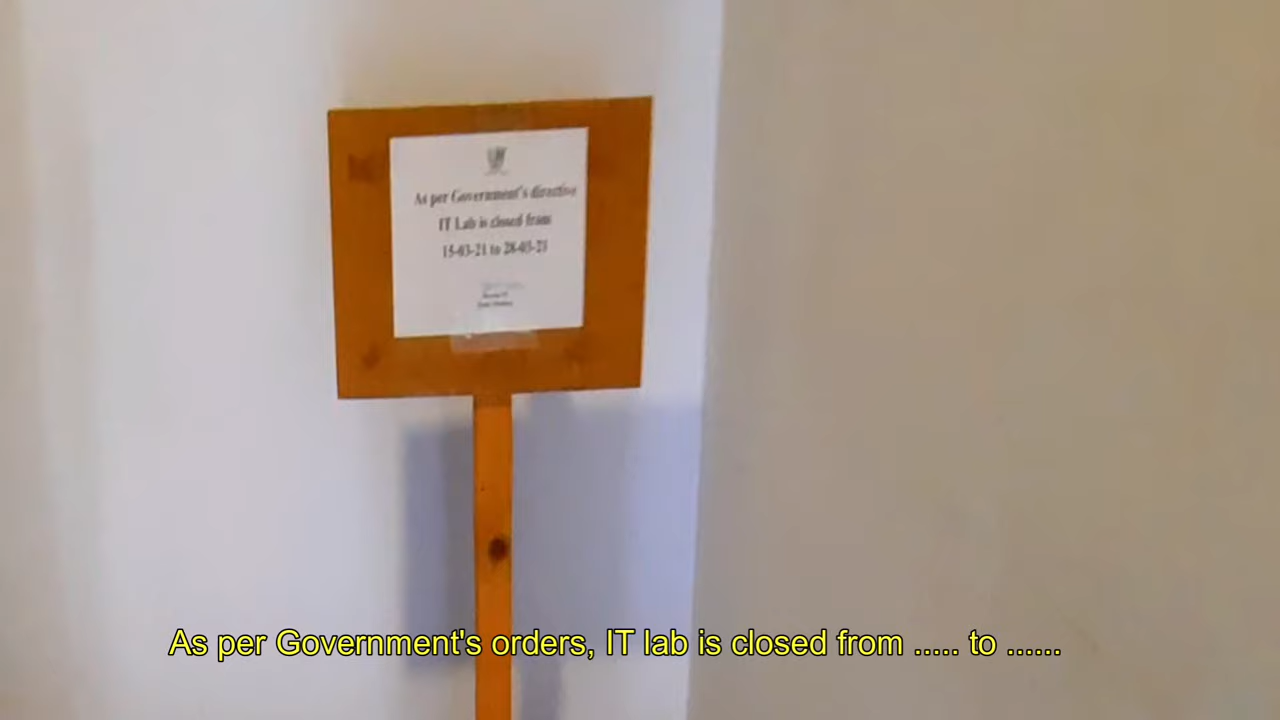 As per Government's directive
IT Lab is closed from
15-03-21 to 28-03-21
As per Government's orders, IT lab is closed from ..... to ......